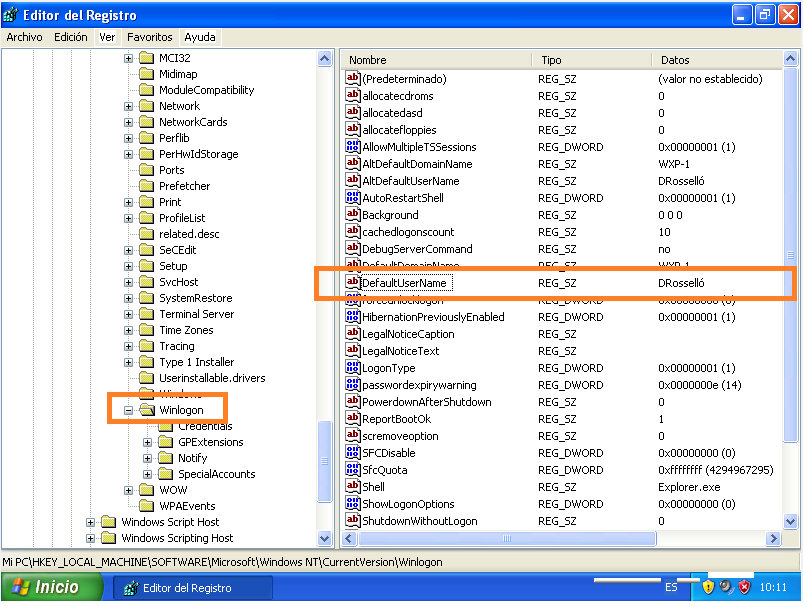 Editor del Registro
Archivo Edición Ver Favoritos Ayuda
MCI32
Midimap
ModuleCompatibility
Network
NetworkCards
Perflib
PerHwIdStorage
Ports
Prefetcher
Print
ProfileList
related.desc
SeCEdit
Setup
SvcHost
SystemRestore
Terminal Server
Time Zones
Tracing
Type 1 Installer
Userinstallable.drivers
Windows
Winlogon
Credentials
GPExtensions
Notify
SpecialAccounts
WOW
WPAEvents
Windows Script Host
Windows Scripting Host
Nombre Tipo Datos
(Predeterminado) REG_SZ (valor no establecido)
allocatecdroms REG_SZ 0
allocatedasd REG_SZ 0
allocatefloppies REG_SZ 0
AllowMultipleTSSessions REG_DWORD 0x00000001 (1)
AltDefaultDomainName REG_SZ WXP-1
AltDefaultUserName REG_SZ DRosselló
AutoRestartShell REG_DWORD 0x00000001 (1)
Background REG_SZ 0 0 0
cachedlogonscount REG_SZ 10
DebugServerCommand REG_SZ no
DefaultDomainName REG_SZ WXP-1
DefaultUserName REG_SZ DRosselló
forceunlocklogon REG_DWORD 0x00000000 (0)
HibernationPreviouslyEnabled REG_DWORD 0x00000001 (1)
LegalNoticeCaption REG_SZ
LegalNoticeText REG_SZ
LogonType REG_DWORD 0x00000001 (1)
passwordexpirywarning REG_DWORD 0x0000000e (14)
PowerdownAfterShutdown REG_SZ 0
ReportBootOk REG_SZ 1
scremoveoption REG_SZ 0
SFCDisable REG_DWORD 0x00000000 (0)
SfcQuota REG_DWORD 0xffffffff (4294967295)
Shell REG_SZ Explorer.exe
ShowLogonOptions REG_DWORD 0x00000000 (0)
ShutdownWithoutLogon REG_SZ 0
Mi PC\HKEY_LOCAL_MACHINE\SOFTWARE\Microsoft\Windows NT\CurrentVersion\Winlogon
Inicio Editor del Registro ES 10:11